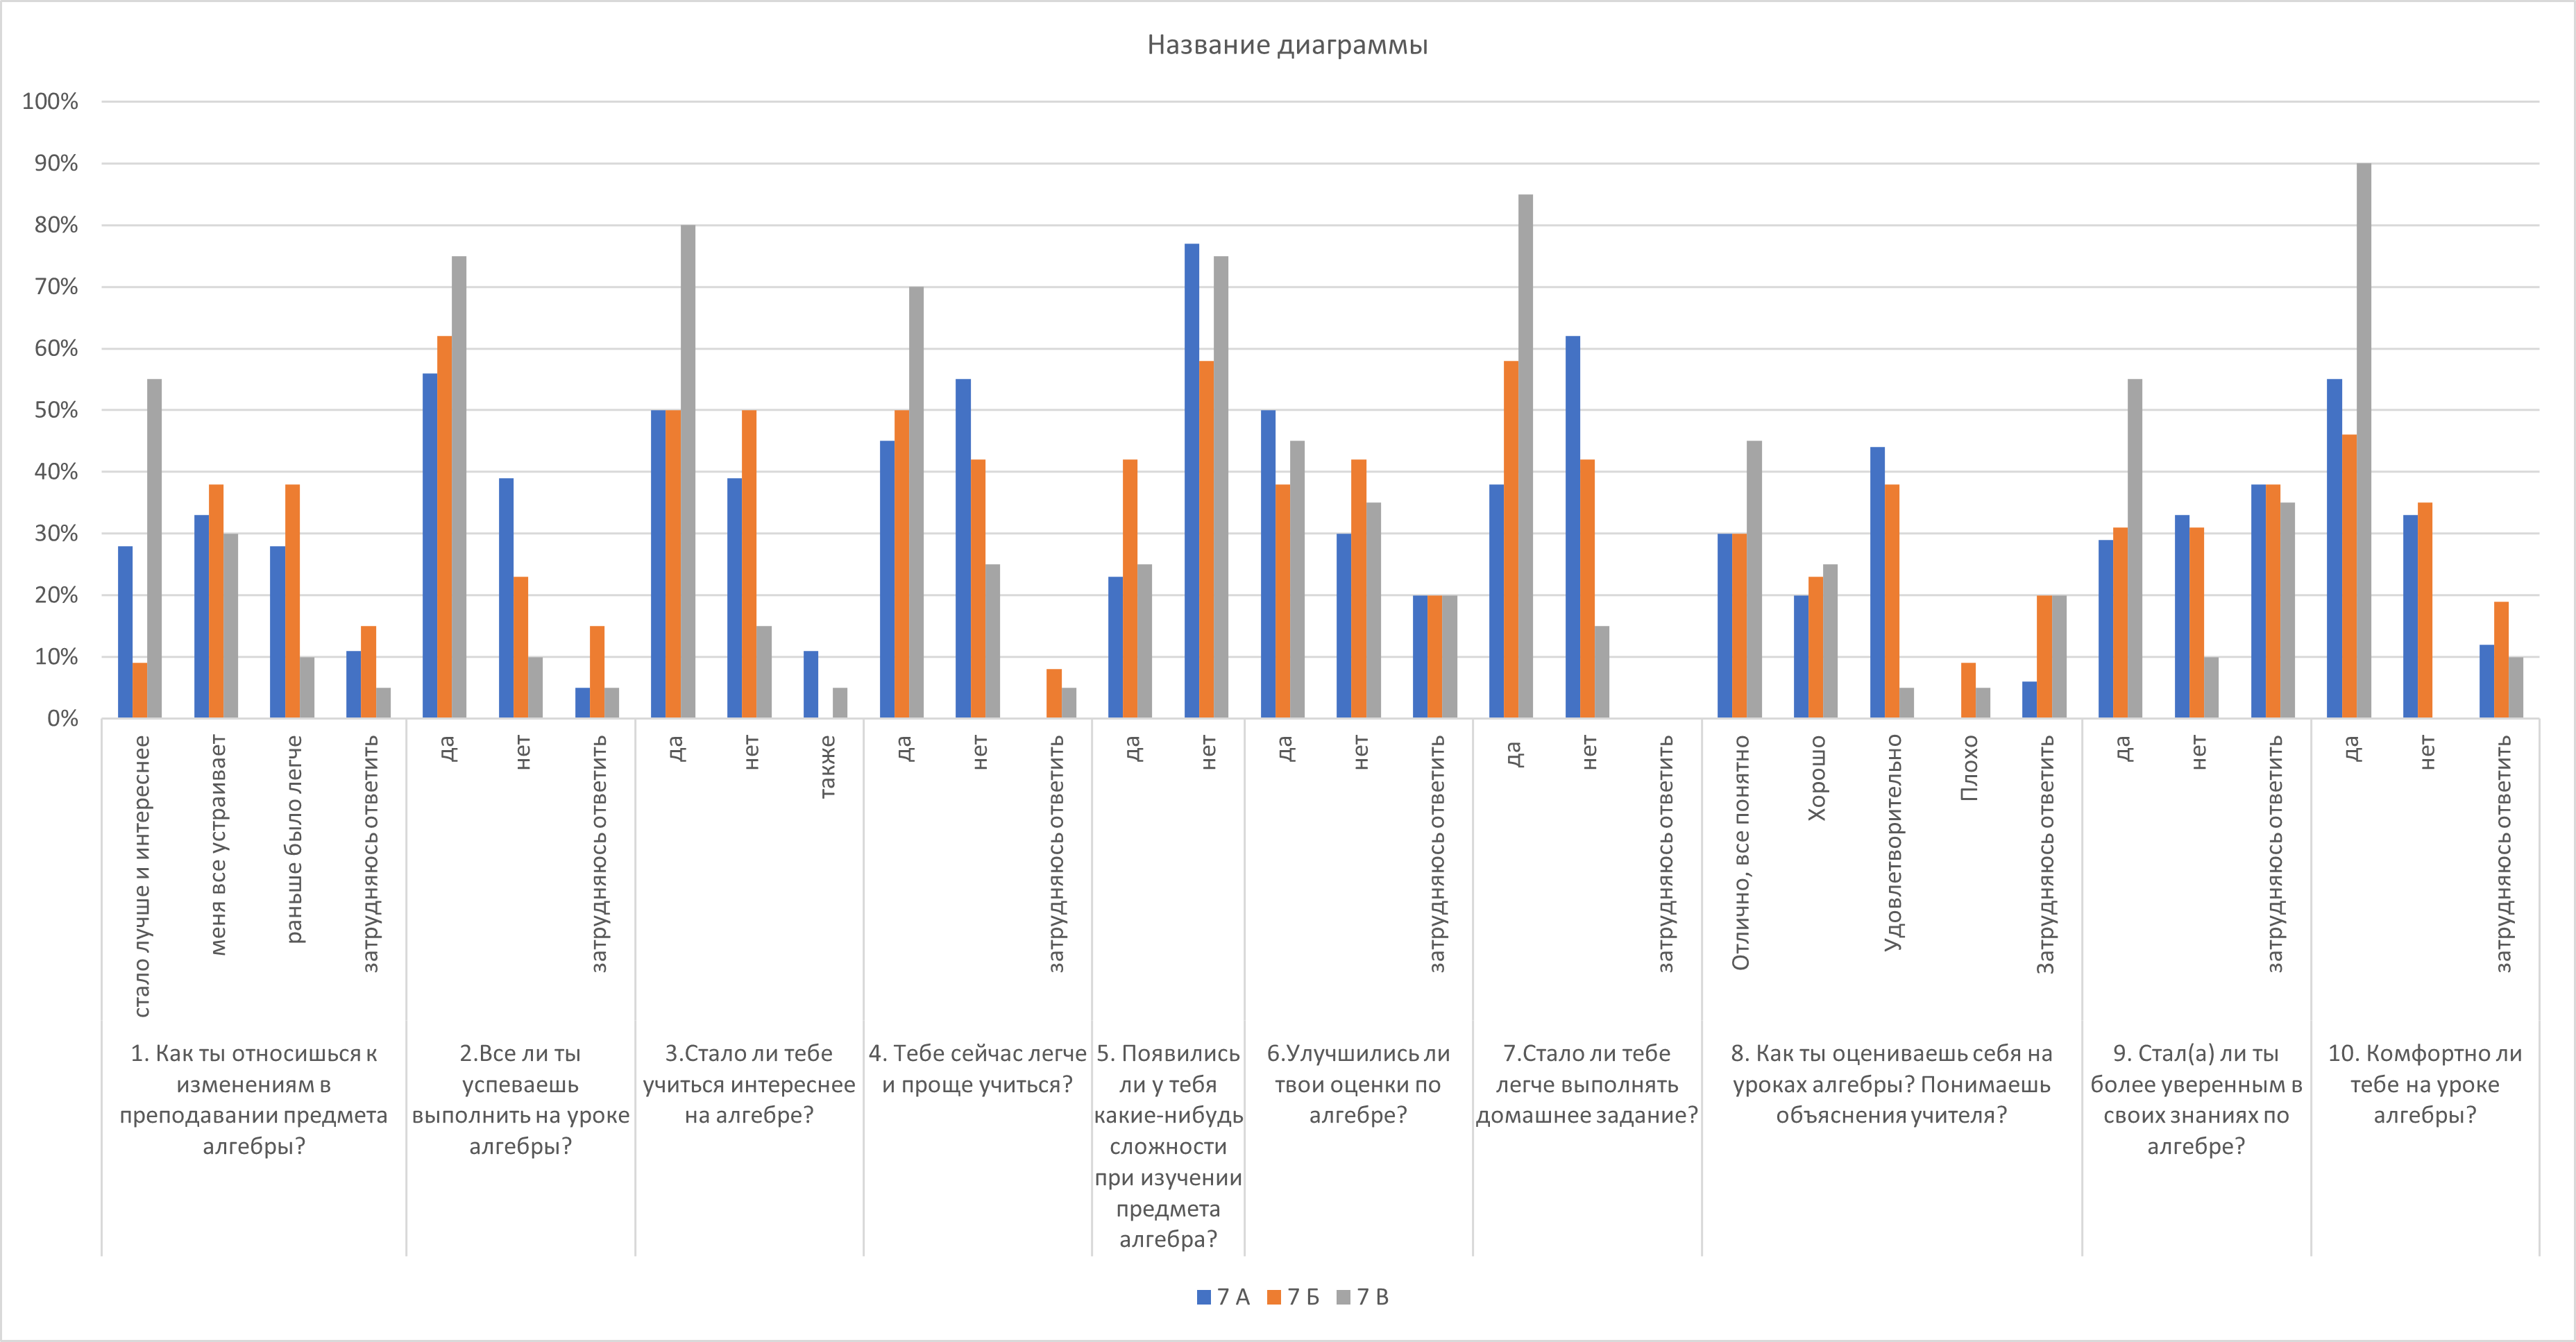 Название диаграммы
100%
90%
80%
70%
60%
50%
40%
30%
20%
10%
0%
стало лучше и интереснее
меня все устраивает
раньше было легче
затрудняюсь ответить
да
нет
затрудняюсь ответить
да
нет
также
да
нет
затрудняюсь ответить
да
нет
да
нет
затрудняюсь ответить
да
нет
затрудняюсь ответить
Отлично, все понятно
Хорошо
Удовлетворительно
Плохо
Затрудняюсь ответить
да
нет
затрудняюсь ответить
да
нет
затрудняюсь ответить
1. Как ты относишься к
изменениям в
преподавании предмета
алгебры?
2.Все ли ты
успеваешь
выполнить на уроке
алгебры?
3.Стало ли тебе
учиться интереснее
на алгебре?
4. Тебе сейчас легче
и проще учиться?
5. Появились
ли у тебя
какие-нибудь
сложности
при изучении
предмета
алгебра?
6.Улучшились ли
твои оценки по
алгебре?
7.Стало ли тебе
легче выполнять
домашнее задание?
8. Как ты оцениваешь себя на
уроках алгебры? Понимаешь
объяснения учителя?
9. Стал(а) ли ты
более уверенным в
своих знаниях по
алгебре?
10. Комфортно ли
тебе на уроке
алгебры?
7 А
7 Б
7 В